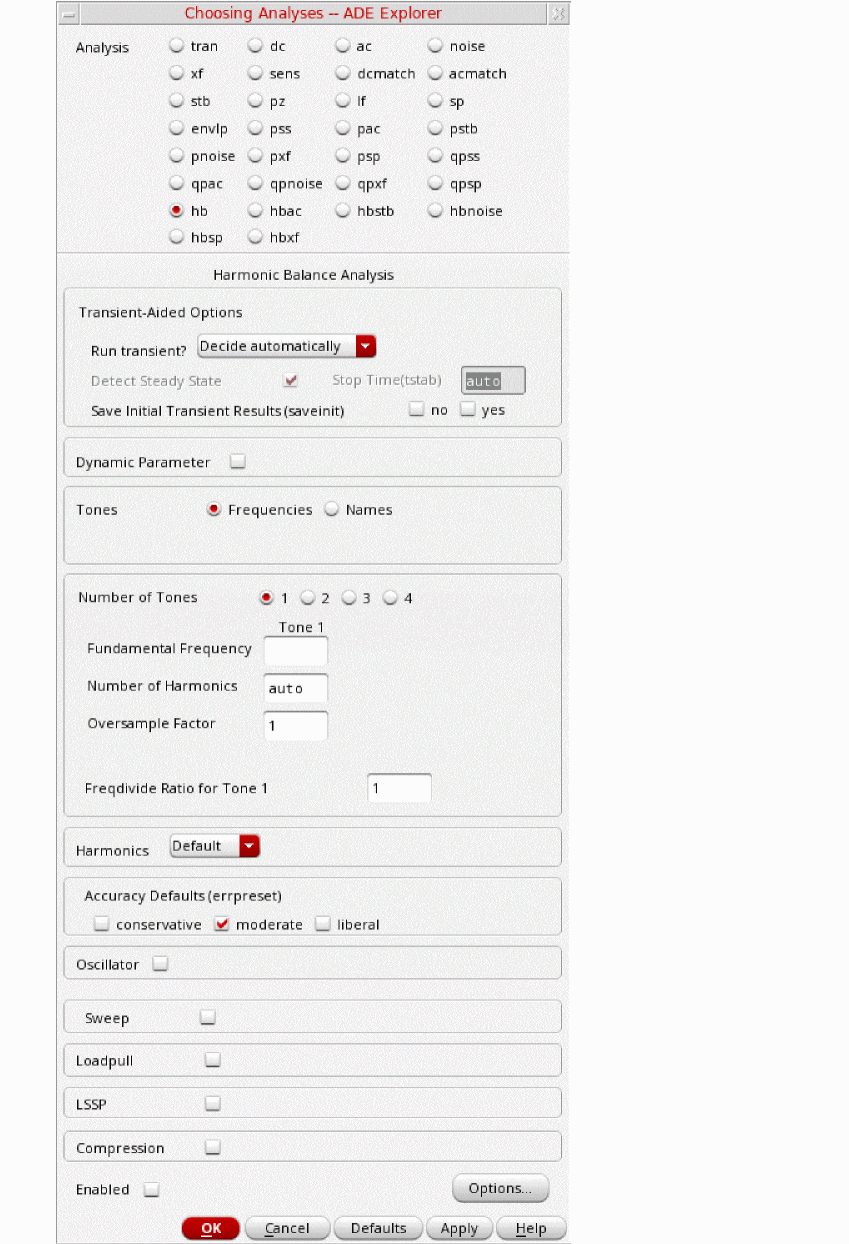 Choosing Analyses -- ADE Explorer
Analysis tran dc ac noise
xf sens dcmatch acmatch
stb pz lf sp
envlp pss pac pstb
pnoise pxf psp qpss
qpac qpnoise qpxf qpsp
hb hbac hbstb hbnoise
hbsp hbxf
Harmonic Balance Analysis
Transient-Aided Options
Run transient? Decide automatically
Detect Steady State Stop Time(tstab) auto
Save Initial Transient Results (saveinit) no yes
Dynamic Parameter
Tones Frequencies Names
Number of Tones 1 2 3 4
Tone 1
Fundamental Frequency
Number of Harmonics auto
Oversample Factor 1
Freqdivide Ratio for Tone 1 1
Harmonics Default
Accuracy Defaults (errpreset)
conservative moderate liberal
Oscillator
Sweep
Loadpull
LSSP
Compression
Enabled Options...
OK Cancel Defaults Apply Help